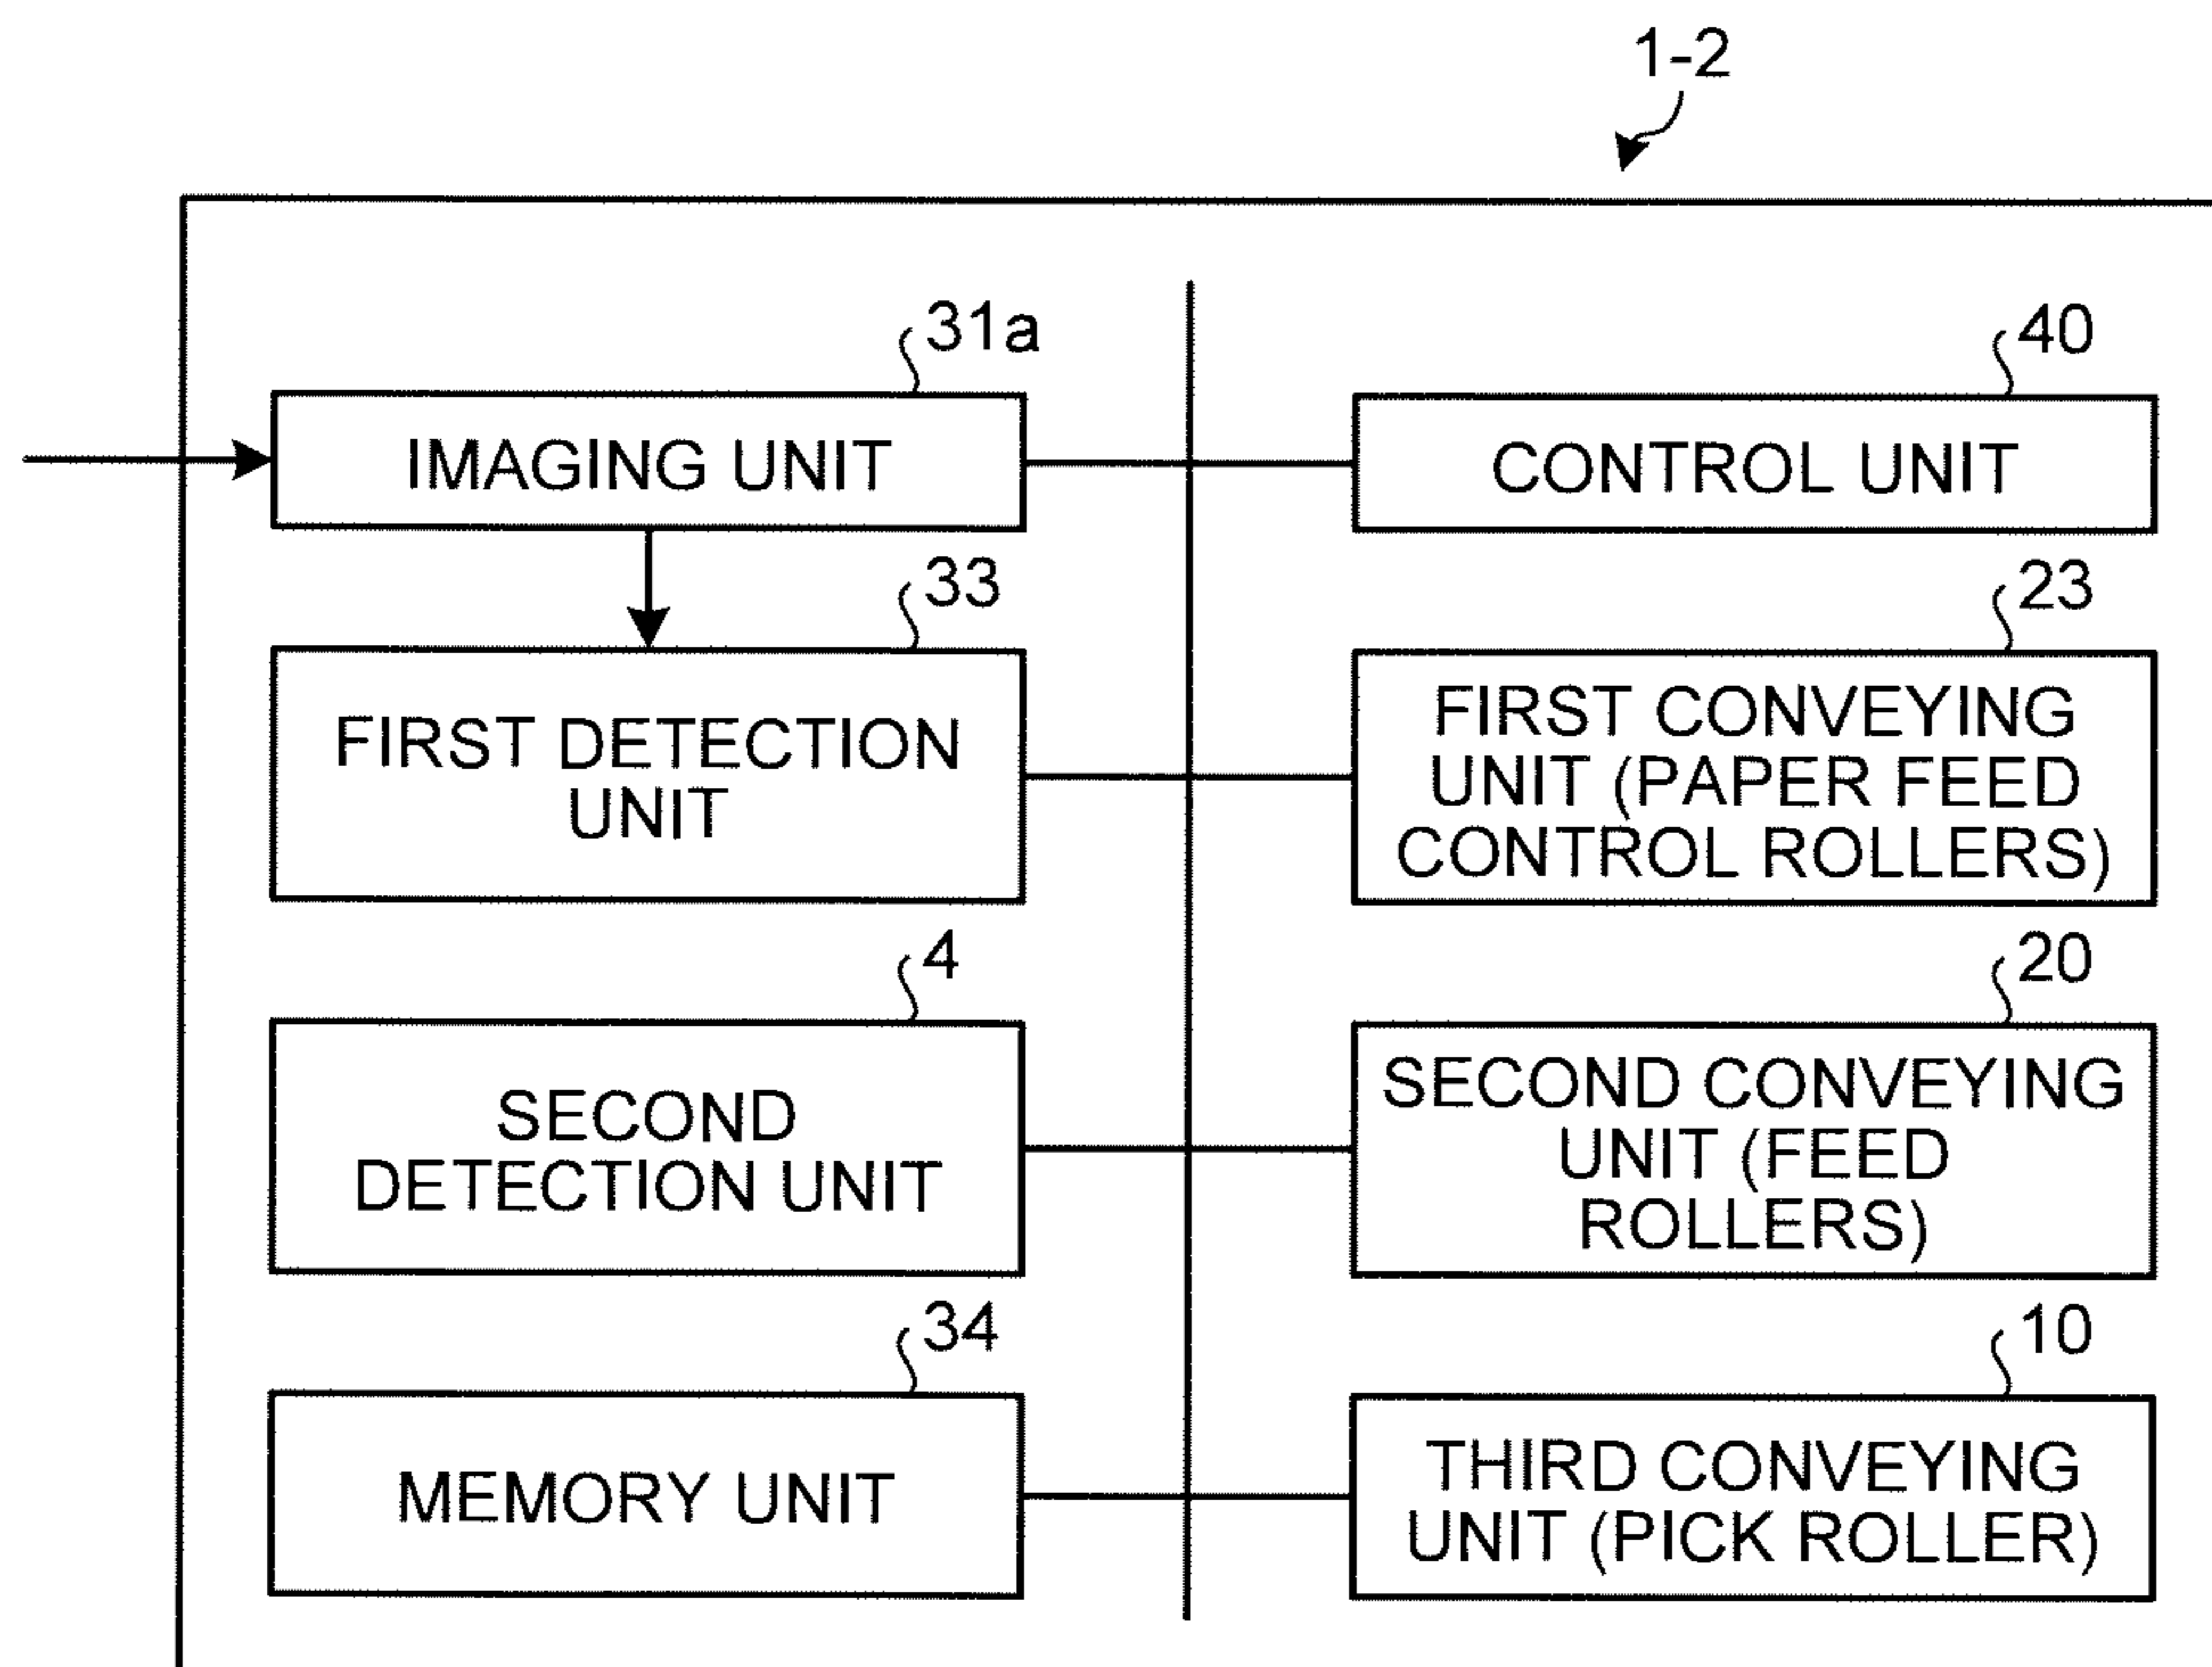 1-2
31a
IMAGING UNIT
40
CONTROL UNIT
33
FIRST DETECTION
UNIT
23
FIRST CONVEYING
UNIT (PAPER FEED
CONTROL ROLLERS)
4
SECOND
DETECTION UNIT
20
SECOND CONVEYING
UNIT (FEED
ROLLERS)
34
MEMORY UNIT
10
THIRD CONVEYING
UNIT (PICK ROLLER)